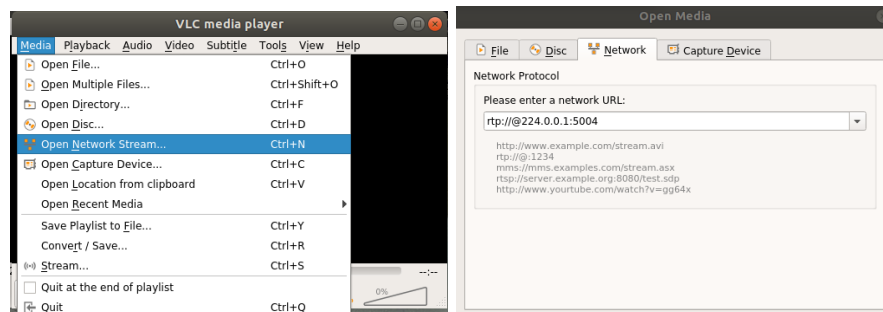 VLC media player
Media Playback Audio Video Subtitle Tools View Help
Open File... Ctrl+O
Open Multiple Files... Ctrl+Shift+O
Open Directory... Ctrl+F
Open Disc... Ctrl+D
Open Network Stream... Ctrl+N
Open Capture Device... Ctrl+C
Open Location from clipboard Ctrl+V
Open Recent Media
Save Playlist to File... Ctrl+Y
Convert / Save... Ctrl+R
Stream... Ctrl+S
Quit at the end of playlist
Quit Ctrl+Q
--:--
0%
Open Media
File Disc Network Capture Device
Network Protocol
Please enter a network URL:
rtp://@224.0.0.1:5004
http://www.example.com/stream.avi
rtp://@:1234
mms://mms.examples.com/stream.asx
rtsp://server.example.org:8080/test.sdp
http://www.yourtube.com/watch?v=gg64x